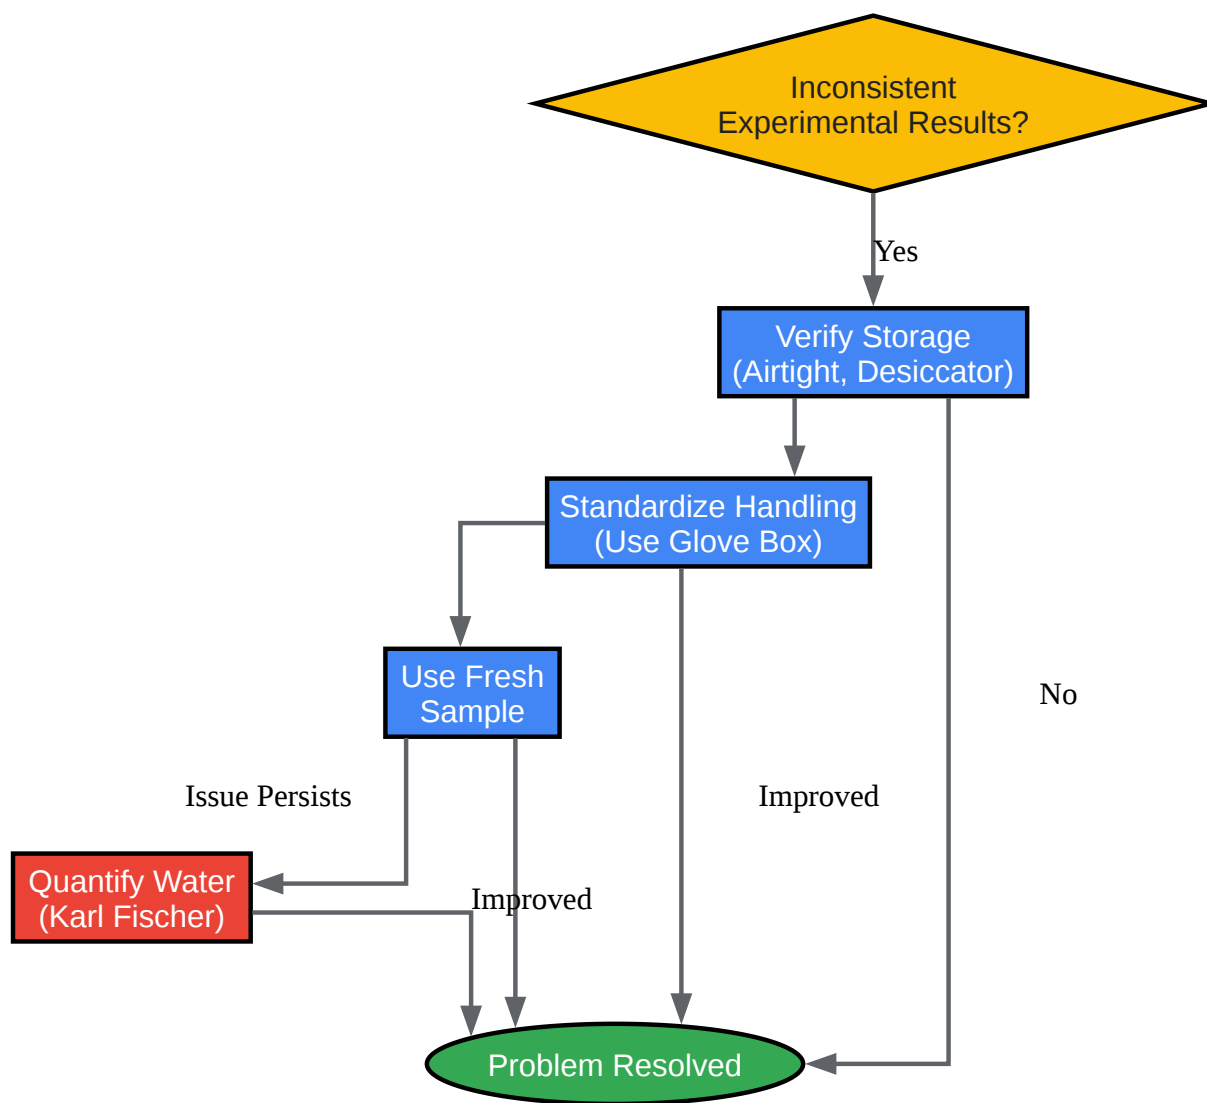 Inconsistent
Experimental Results?
Yes
Verify Storage
(Airtight, Desiccator)
Standardize Handling
(Use Glove Box)
Use Fresh
Sample
No
Issue Persists
Improved
Quantify Water
(Karl Fischer)
Improved
Problem Resolved